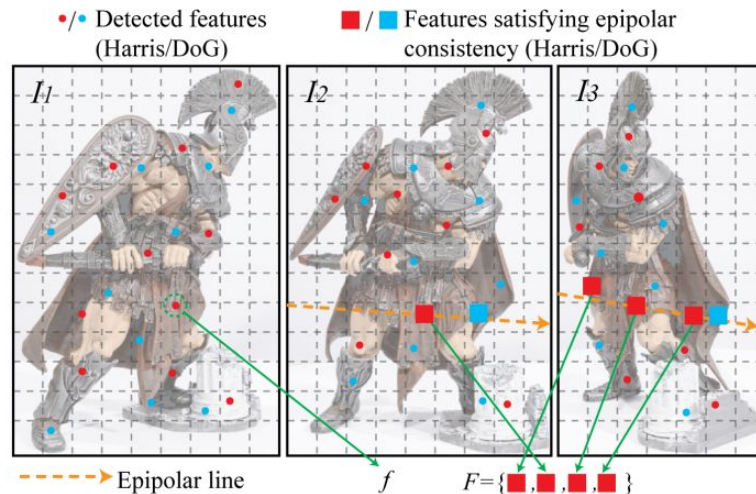 •/• Detected features
(Harris/DoG)
■/■ Features satisfying epipolar
consistency (Harris/DoG)
I1
I2
I3
Epipolar line
f
F={■,■,■,■}